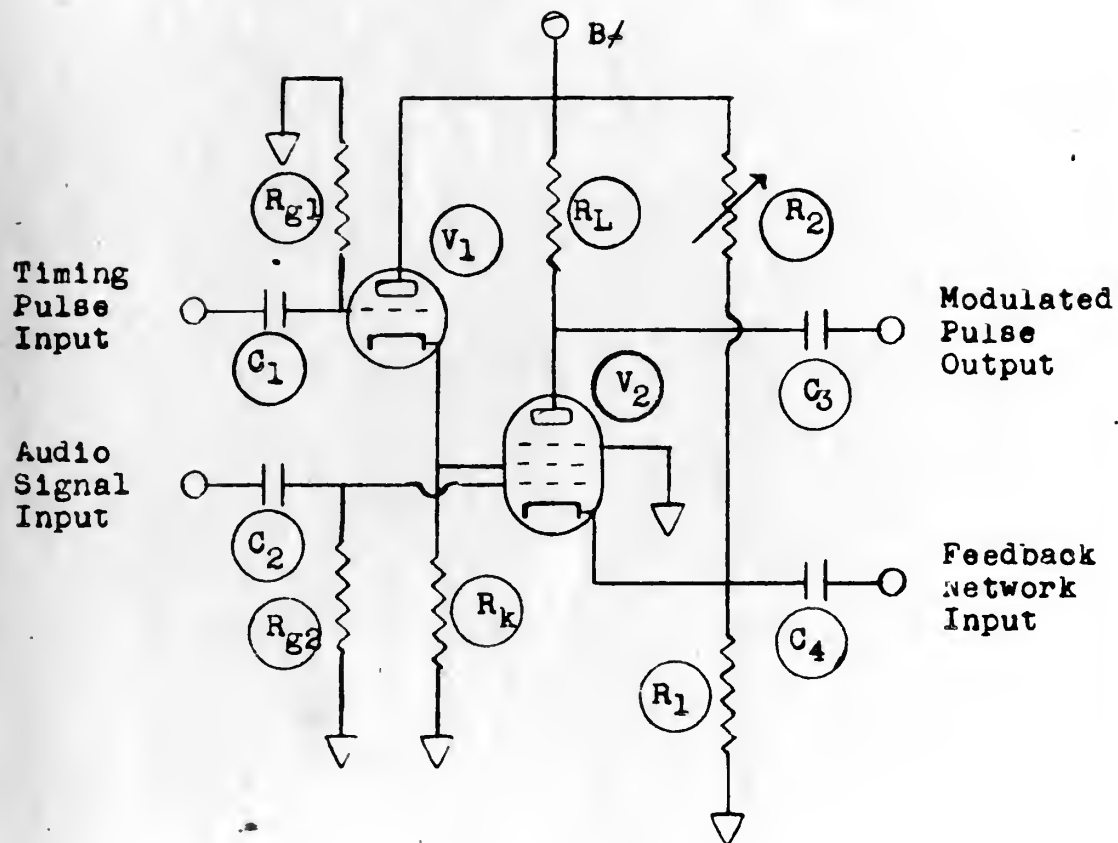 B+
Rg1
V1
RL
R2
Timing
Pulse
Input
C1
Modulated
Pulse
Output
C3
V2
Audio
Signal
Input
C2
Rg2
Rk
Feedback
Network
Input
C4
R1